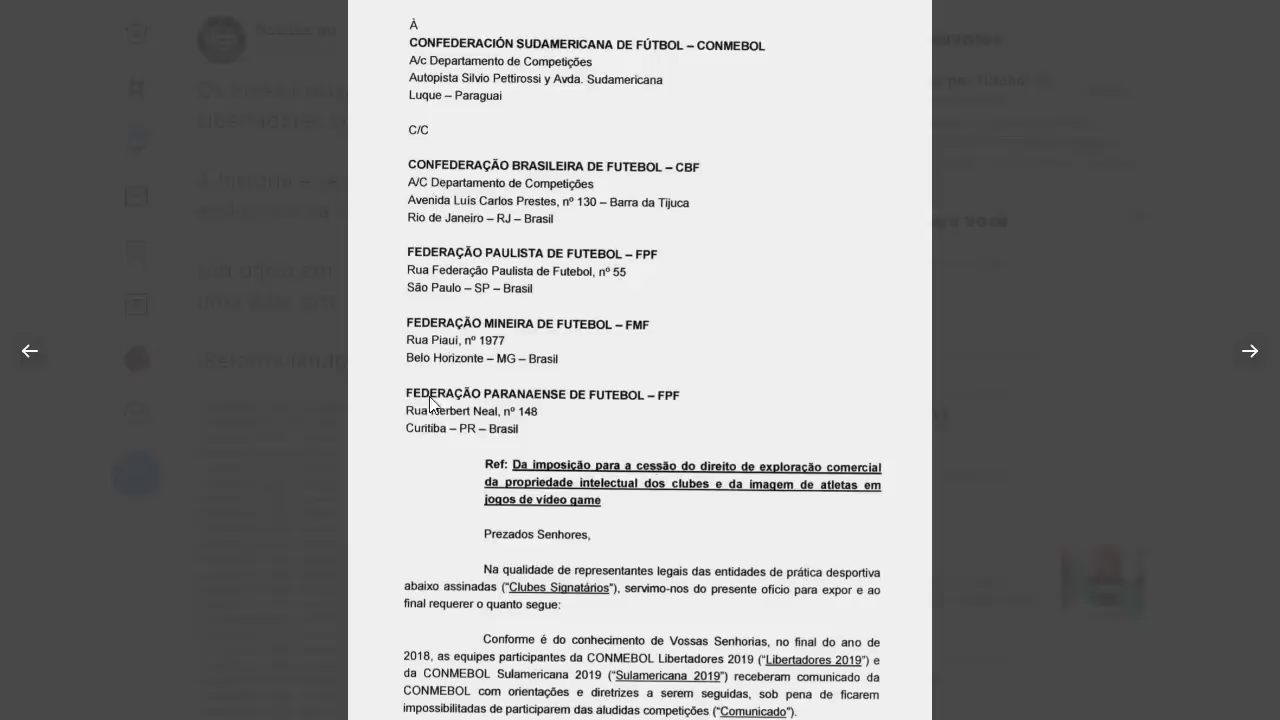 À
CONFEDERACIÓN SUDAMERICANA DE FÚTBOL – CONMEBOL
A/c Departamento de Competições
Autopista Silvio Pettirossi y Avda. Sudamericana
Luque – Paraguai
C/C
CONFEDERAÇÃO BRASILEIRA DE FUTEBOL – CBF
A/C Departamento de Competições
Avenida Luís Carlos Prestes, nº 130 – Barra da Tijuca
Rio de Janeiro – RJ – Brasil
FEDERAÇÃO PAULISTA DE FUTEBOL – FPF
Rua Federação Paulista de Futebol, nº 55
São Paulo – SP – Brasil
FEDERAÇÃO MINEIRA DE FUTEBOL – FMF
Rua Piauí, nº 1977
Belo Horizonte – MG – Brasil
FEDERAÇÃO PARANAENSE DE FUTEBOL – FPF
Rua Herbert Neal, nº 148
Curitiba – PR – Brasil
Ref: Da imposição para a cessão do direito de exploração comercial
da propriedade intelectual dos clubes e da imagem de atletas em
jogos de vídeo game
Prezados Senhores,
Na qualidade de representantes legais das entidades de prática desportiva
abaixo assinadas ("Clubes Signatários"), servimo-nos do presente ofício para expor e ao
final requerer o quanto segue:
Conforme é do conhecimento de Vossas Senhorias, no final do ano de
2018, as equipes participantes da CONMEBOL Libertadores 2019 ("Libertadores 2019") e
da CONMEBOL Sulamericana 2019 ("Sulamericana 2019") receberam comunicado da
CONMEBOL com orientações e diretrizes a serem seguidas, sob pena de ficarem
impossibilitadas de participarem das aludidas competições ("Comunicado").